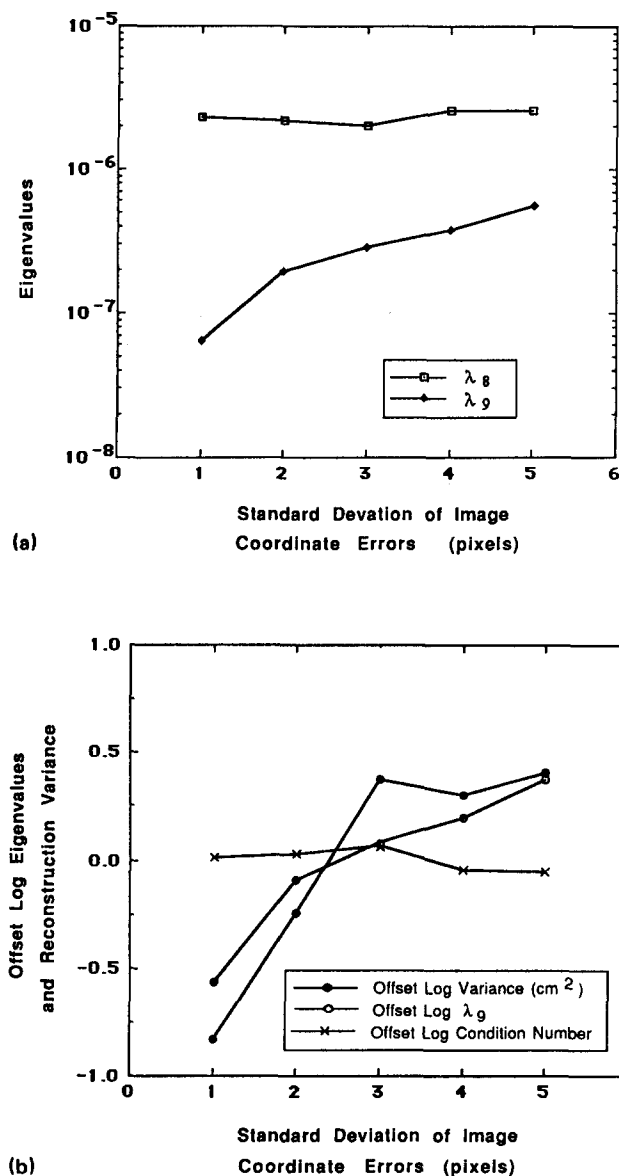 10^-5
10^-6
10^-7
10^-8
Eigenvalues
λ 8
λ 9
0 1 2 3 4 5 6
Standard Devation of Image
Coordinate Errors (pixels)
(a)
1.0
0.5
0.0
-0.5
-1.0
Offset Log Eigenvalues
and Reconstruction Variance
Offset Log Variance (cm^2)
Offset Log λ9
Offset Log Condition Number
0 1 2 3 4 5
Standard Deviation of Image
Coordinate Errors (pixels)
(b)